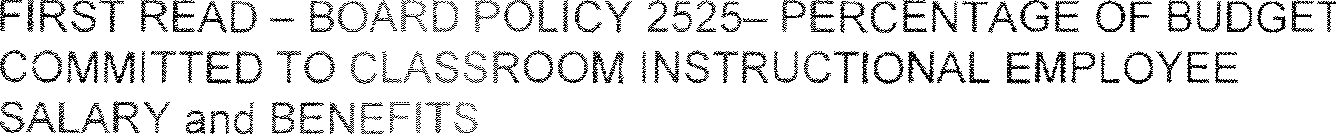 FIRST READ – BOARD POLICY 2525– PERCENTAGE OF BUDGET
COMMITTED TO CLASSROOM INSTRUCTIONAL EMPLOYEE
SALARY and BENEFITS